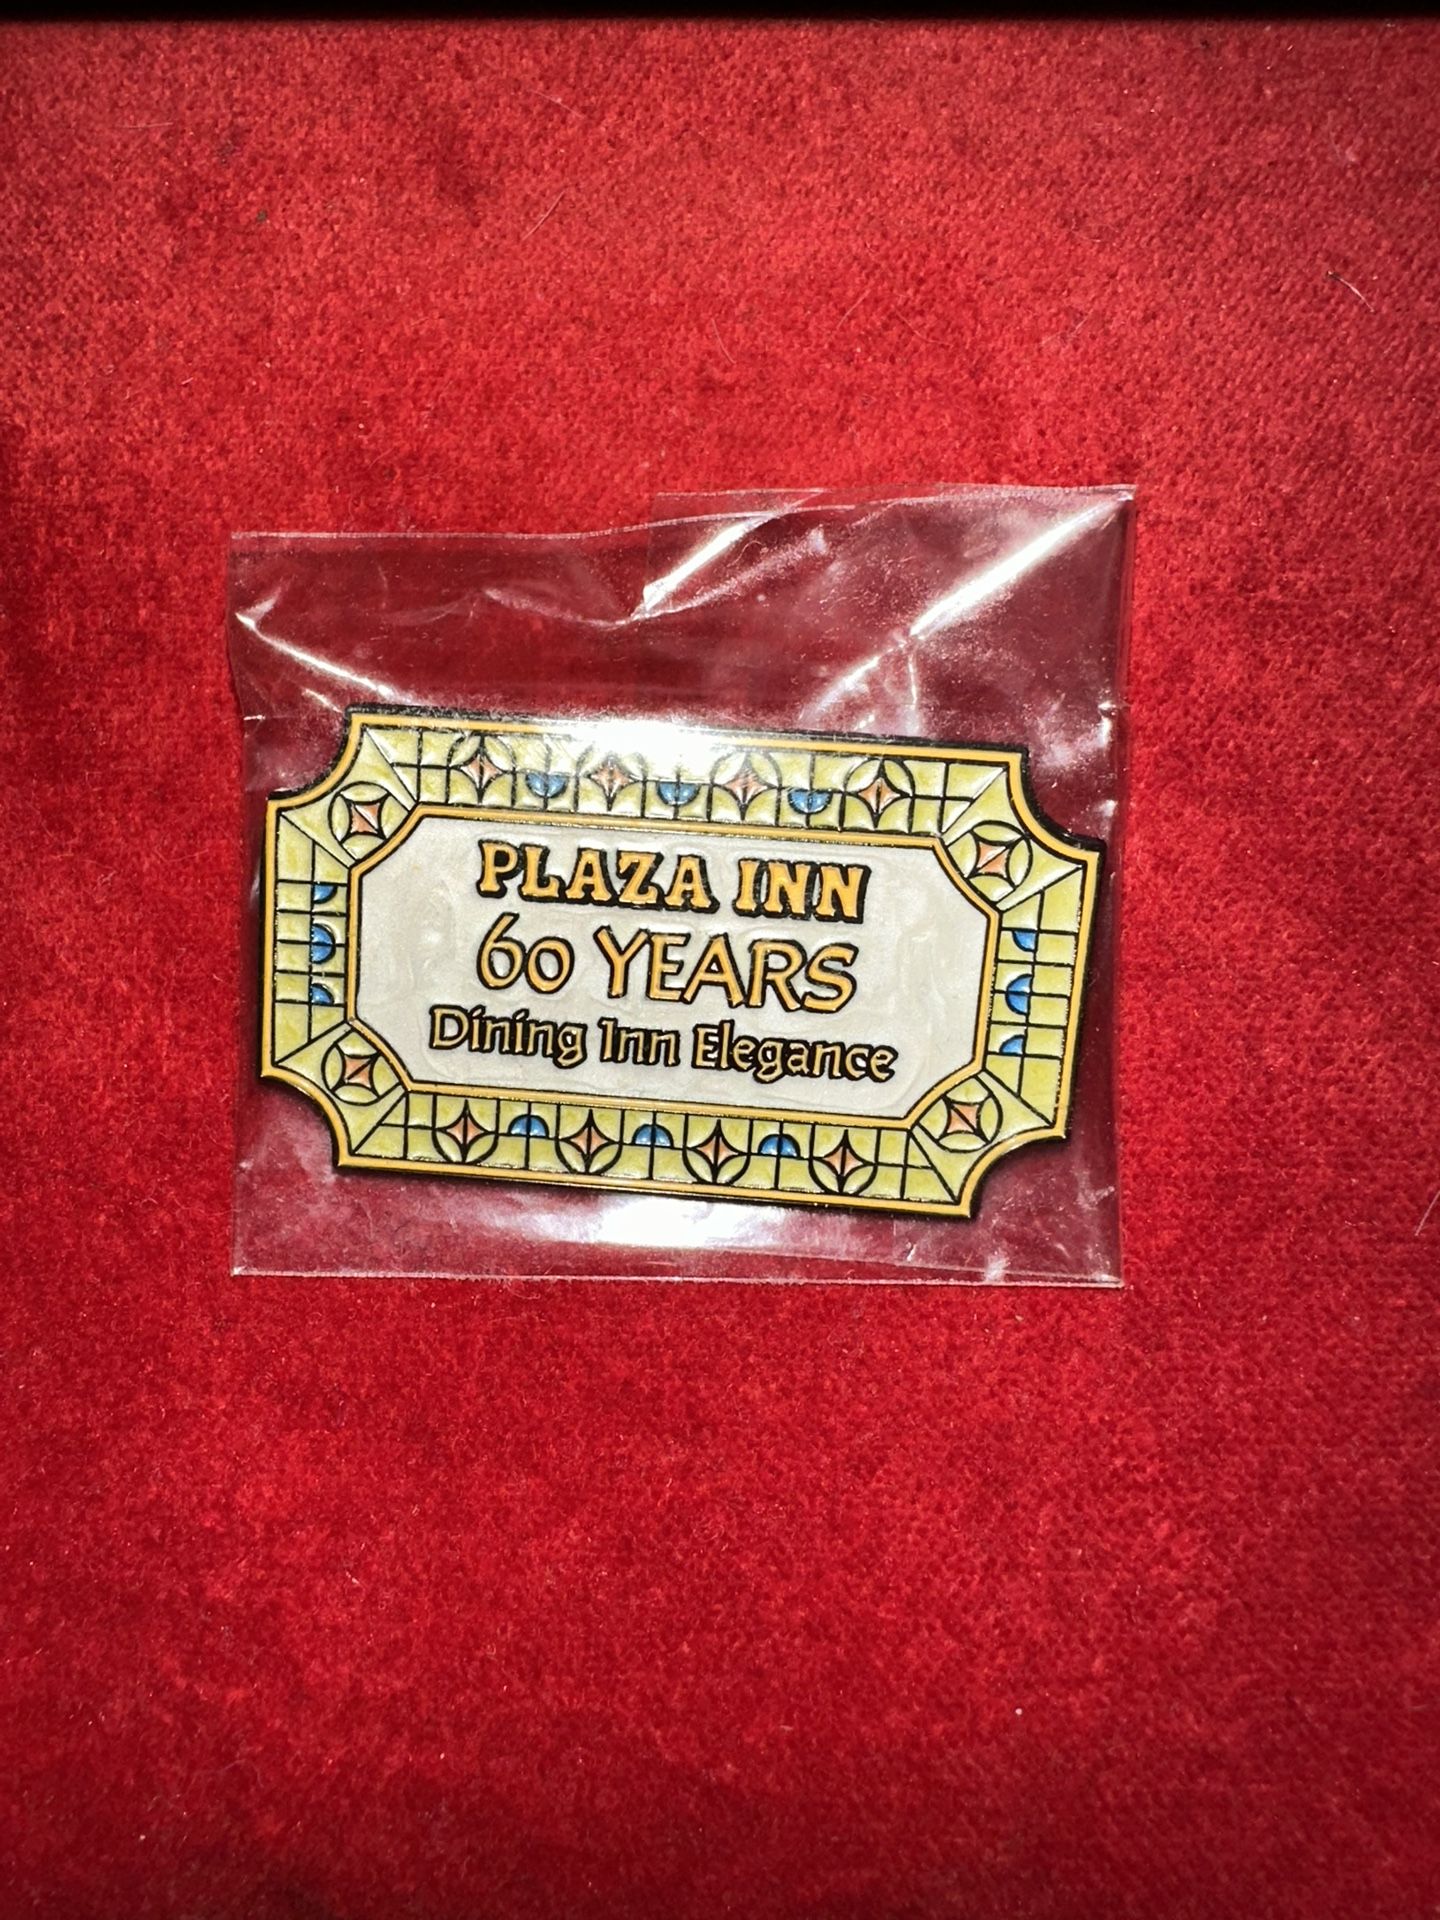 PLAZA INN
60 YEARS
Dining Inn Elegance